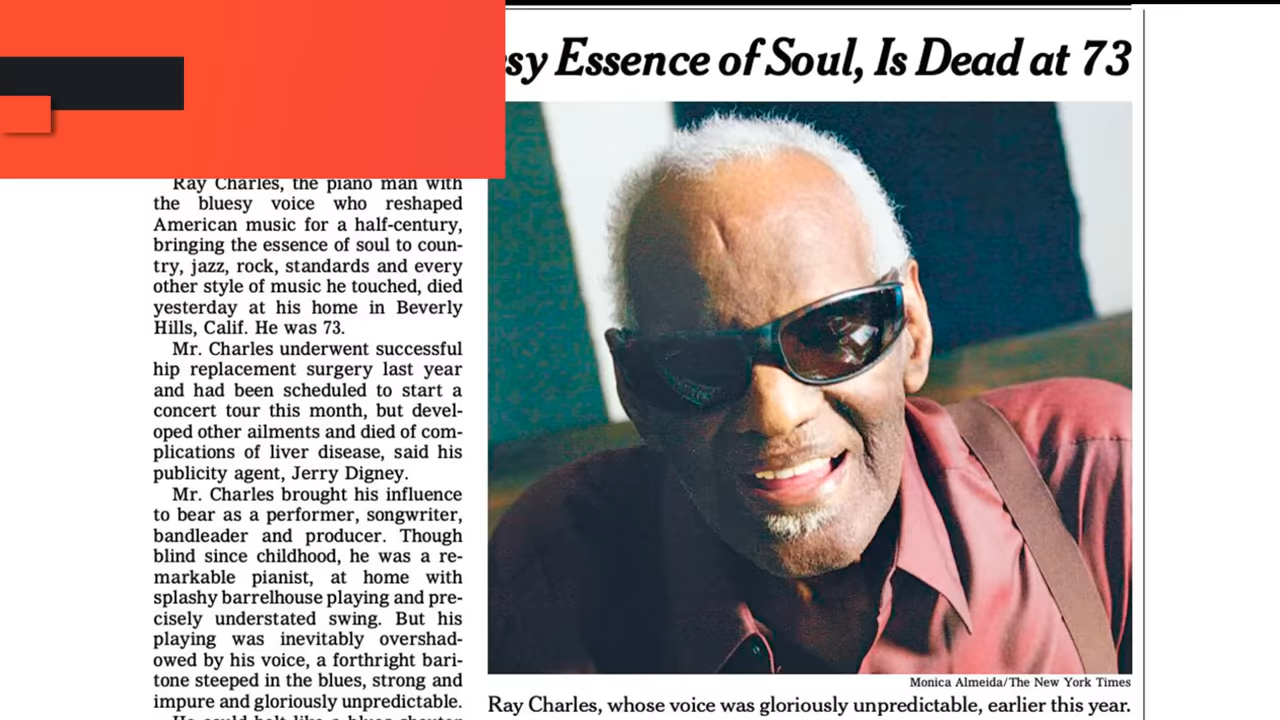 Essence of Soul, Is Dead at 73
Ray Charles, the piano man with
the bluesy voice who reshaped
American music for a half-century,
bringing the essence of soul to coun-
try, jazz, rock, standards and every
other style of music he touched, died
yesterday at his home in Beverly
Hills, Calif. He was 73.
Mr. Charles underwent successful
hip replacement surgery last year
and had been scheduled to start a
concert tour this month, but devel-
oped other ailments and died of com-
plications of liver disease, said his
publicity agent, Jerry Digney.
Mr. Charles brought his influence
to bear as a performer, songwriter,
bandleader and producer. Though
blind since childhood, he was a re-
markable pianist, at home with
splashy barrelhouse playing and pre-
cisely understated swing. But his
playing was inevitably overshad-
owed by his voice, a forthright bari-
tone steeped in the blues, strong and
impure and gloriously unpredictable.
Monica Almeida/The New York Times
Ray Charles, whose voice was gloriously unpredictable, earlier this year.